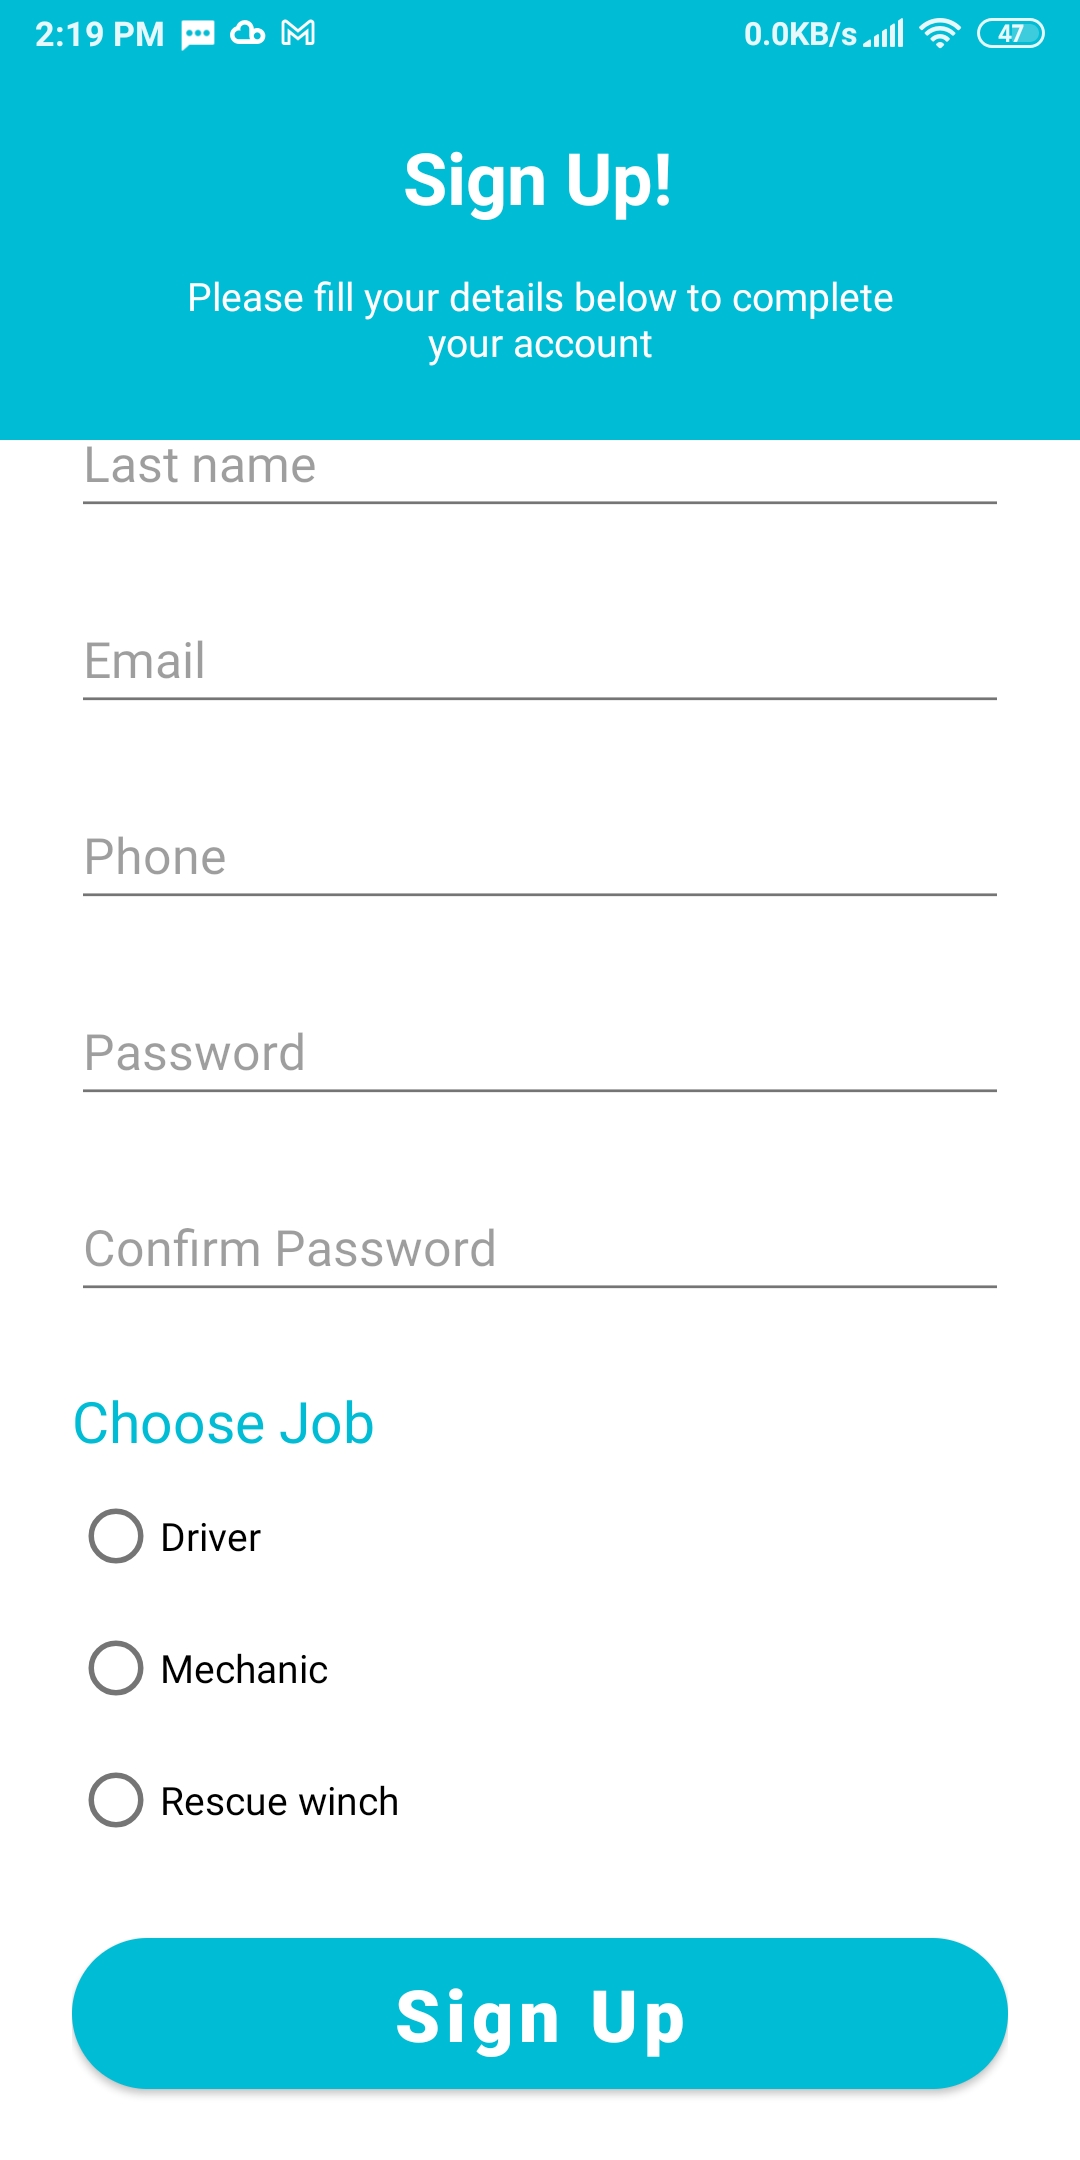 2:19 PM 0.0KB/s 47
Sign Up!
Please fill your details below to complete
your account
Last name
Email
Phone
Password
Confirm Password
Choose Job
Driver
Mechanic
Rescue winch
Sign Up